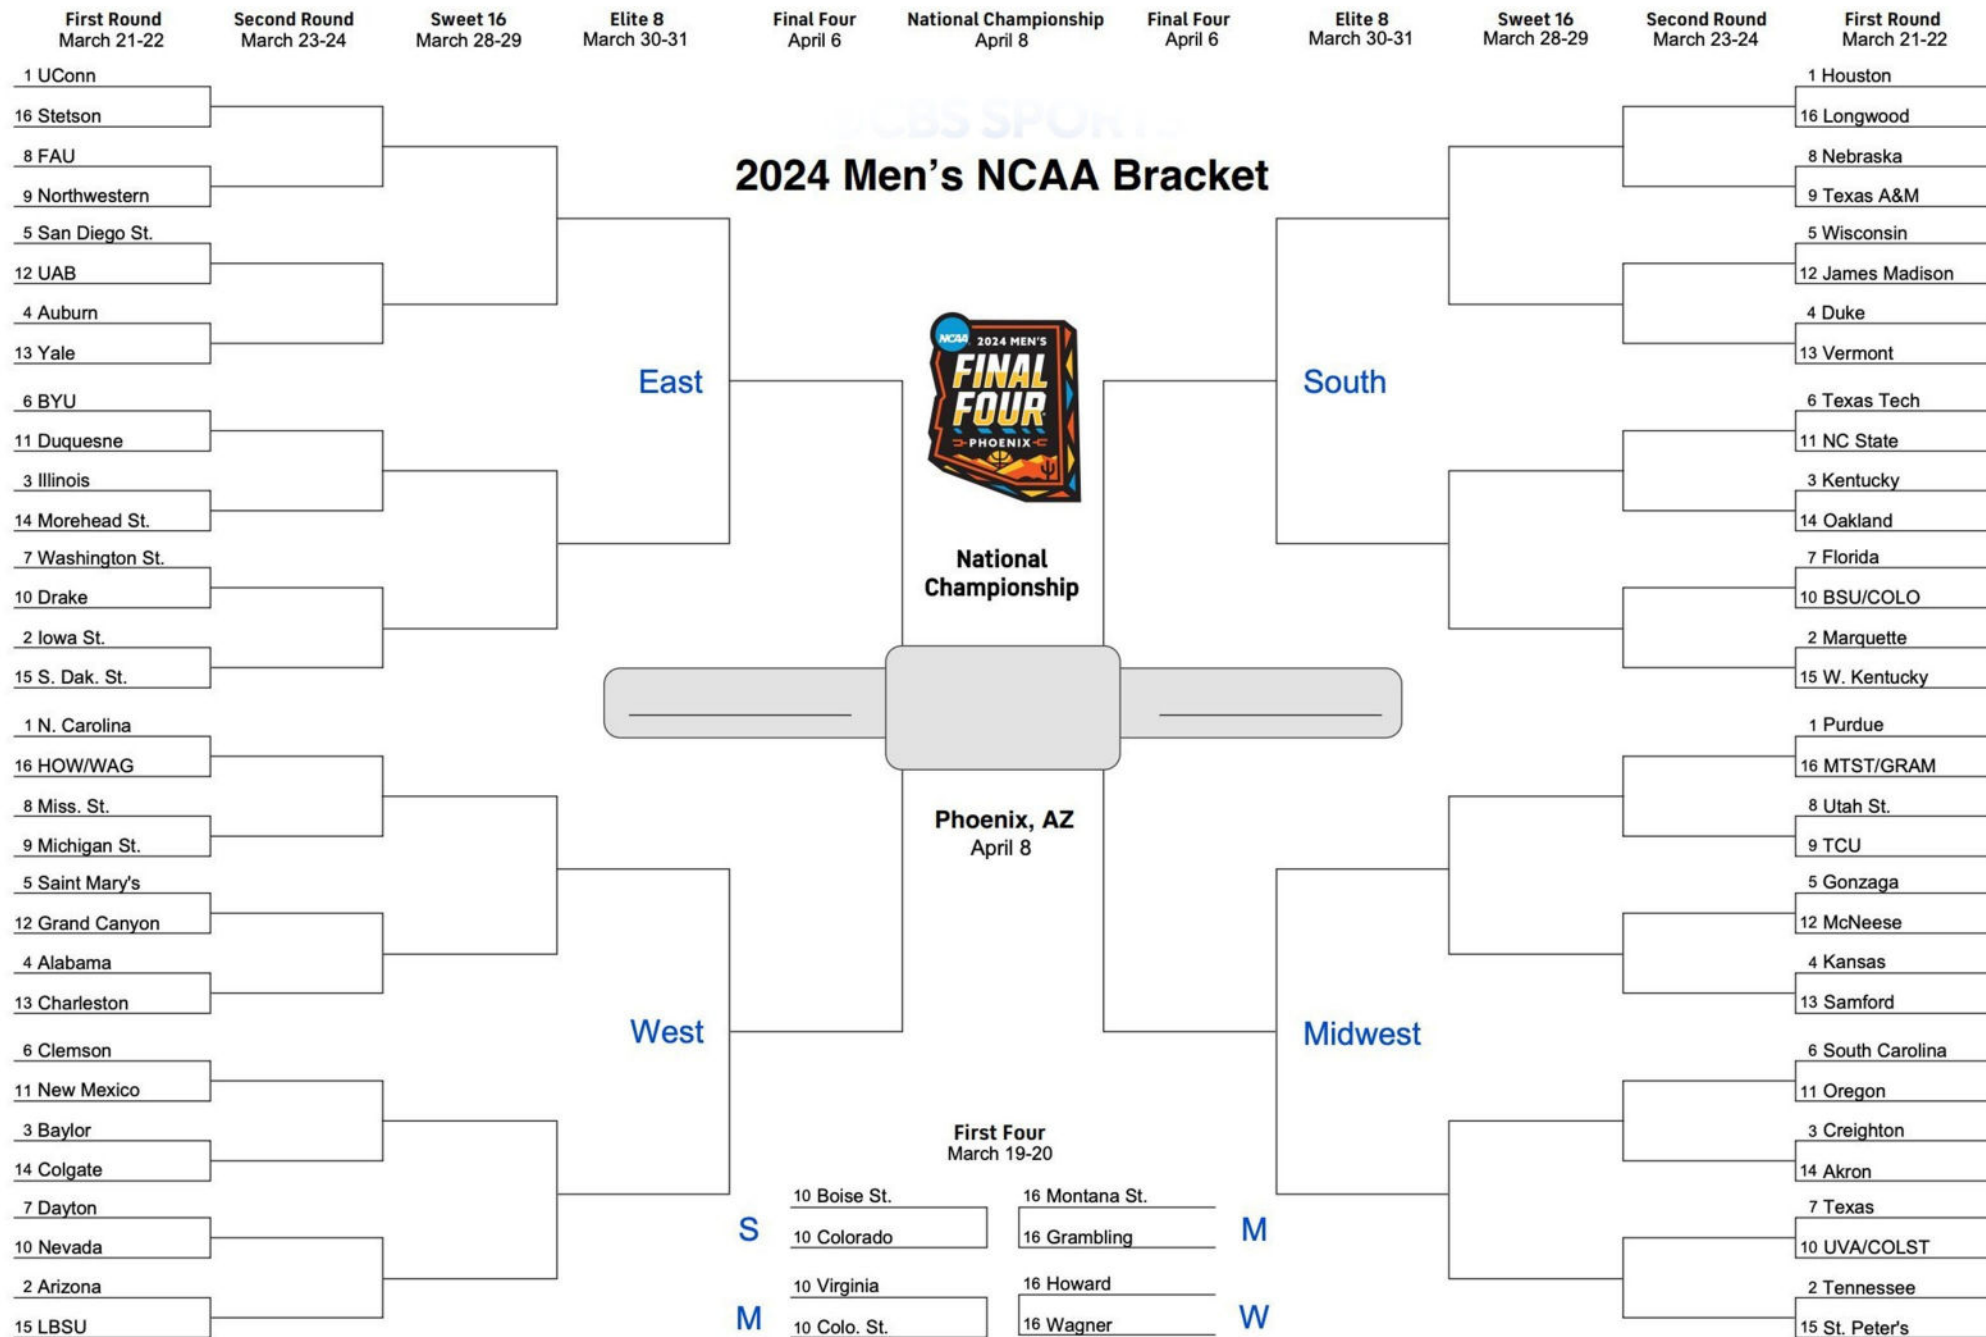 First Round Second Round Sweet 16 Elite 8 Final Four National Championship Final Four Elite 8 Sweet 16 Second Round First Round
March 21-22 March 23-24 March 28-29 March 30-31 April 6 April 8 April 6 March 30-31 March 28-29 March 23-24 March 21-22
CBS SPORTS
2024 Men's NCAA Bracket
1 UConn
16 Stetson
8 FAU
9 Northwestern
5 San Diego St.
12 UAB
4 Auburn
13 Yale
East
6 BYU
11 Duquesne
3 Illinois
14 Morehead St.
7 Washington St.
10 Drake
2 Iowa St.
15 S. Dak. St.
1 N. Carolina
16 HOW/WAG
8 Miss. St.
9 Michigan St.
5 Saint Mary's
12 Grand Canyon
4 Alabama
13 Charleston
West
6 Clemson
11 New Mexico
3 Baylor
14 Colgate
7 Dayton
10 Nevada
2 Arizona
15 LBSU
NCAA
2024 MEN'S
FINAL
FOUR
PHOENIX
National
Championship
Phoenix, AZ
April 8
First Four
March 19-20
S
10 Boise St.
10 Colorado
16 Montana St.
16 Grambling
M
M
10 Virginia
10 Colo. St.
16 Howard
16 Wagner
W
1 Houston
16 Longwood
8 Nebraska
9 Texas A&M
5 Wisconsin
12 James Madison
4 Duke
13 Vermont
South
6 Texas Tech
11 NC State
3 Kentucky
14 Oakland
7 Florida
10 BSU/COLO
2 Marquette
15 W. Kentucky
1 Purdue
16 MTST/GRAM
8 Utah St.
9 TCU
5 Gonzaga
12 McNeese
4 Kansas
13 Samford
Midwest
6 South Carolina
11 Oregon
3 Creighton
14 Akron
7 Texas
10 UVA/COLST
2 Tennessee
15 St. Peter's